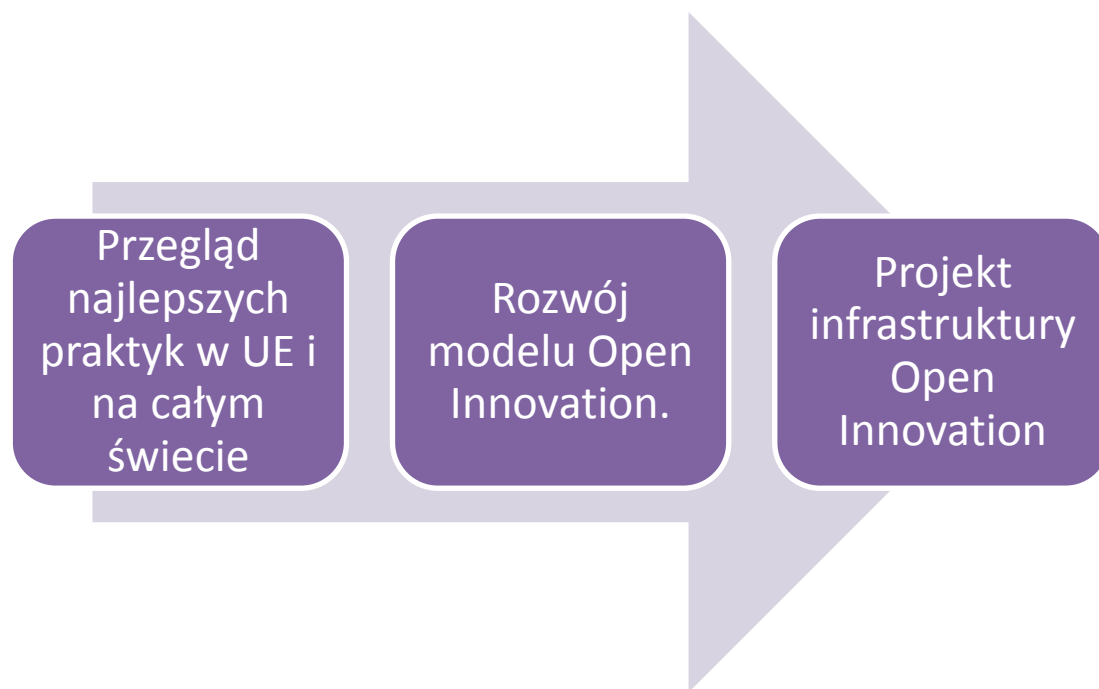 Przegląd
najlepszych
praktyk w UE i
na całym
świecie
Rozwój
modelu Open
Innovation.
Projekt
infrastruktury
Open
Innovation